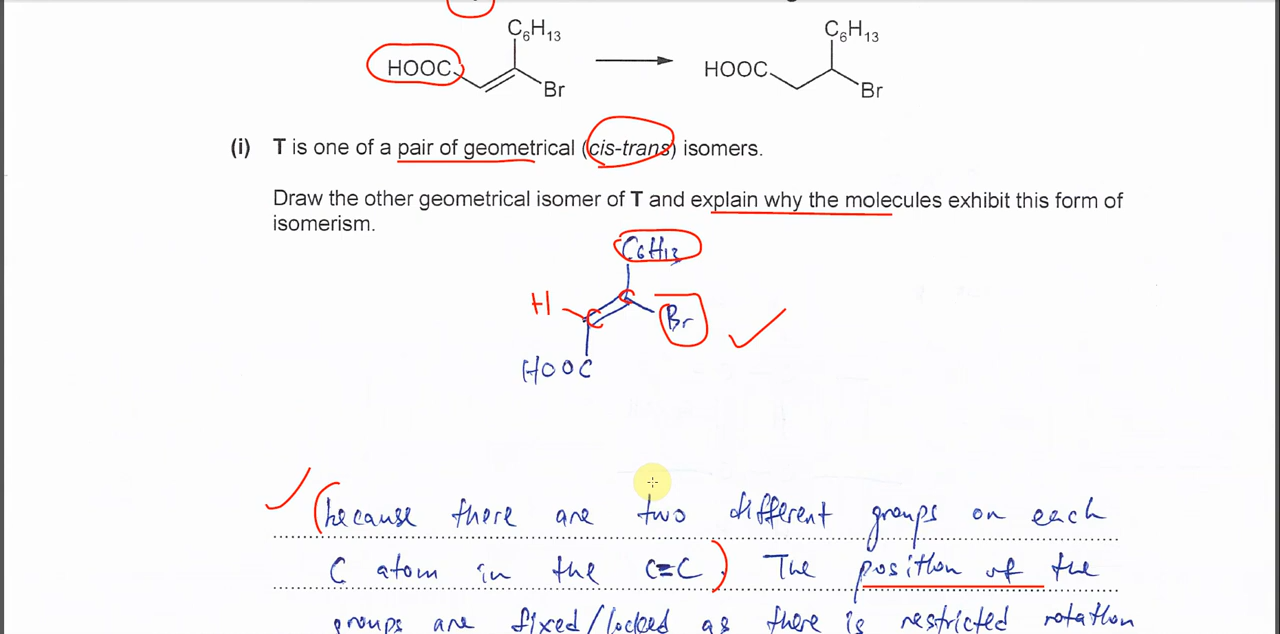 C6H13 C6H13
HOOC HOOC
Br Br
(i) T is one of a pair of geometrical (cis-trans) isomers.
Draw the other geometrical isomer of T and explain why the molecules exhibit this form of
isomerism.
C6H13
H C C Br
HOOC
(because there are two different groups on each
C atom in the C=C). The position of the
groups are fixed/locked as there is restricted rotation